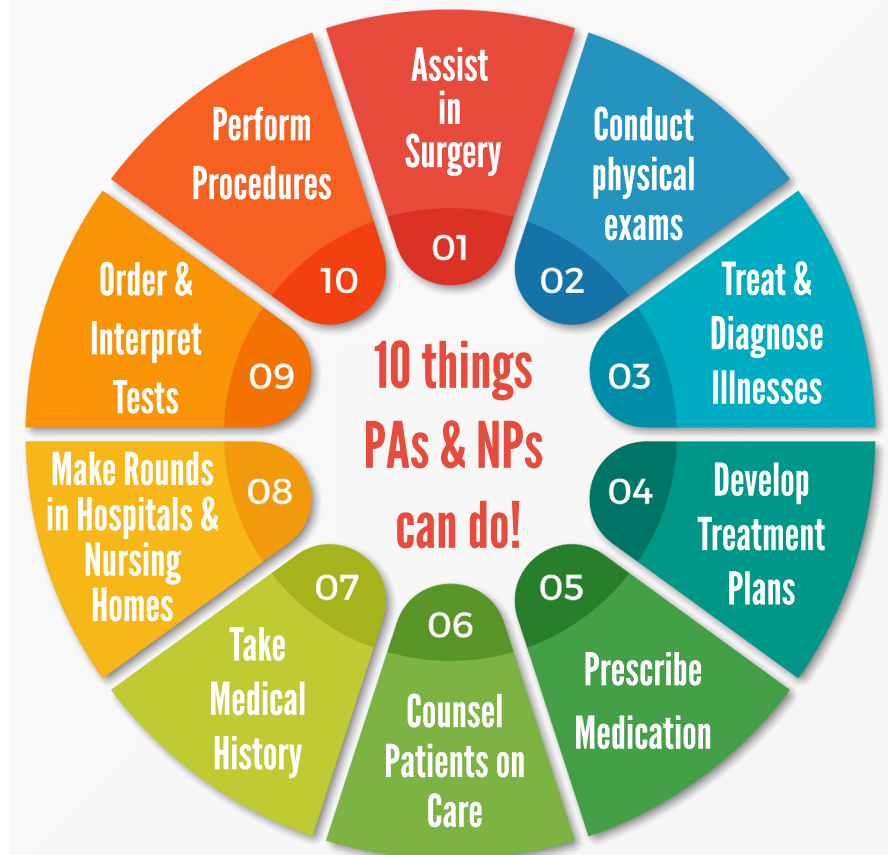 10 things
PAs & NPs
can do!
Assist
in
Surgery
01
Conduct
physical
exams
02
Treat &
Diagnose
Illnesses
03
Develop
Treatment
Plans
04
Prescribe
Medication
05
Counsel
Patients on
Care
06
Take
Medical
History
07
Make Rounds
in Hospitals &
Nursing
Homes
08
Order &
Interpret
Tests
09
Perform
Procedures
10